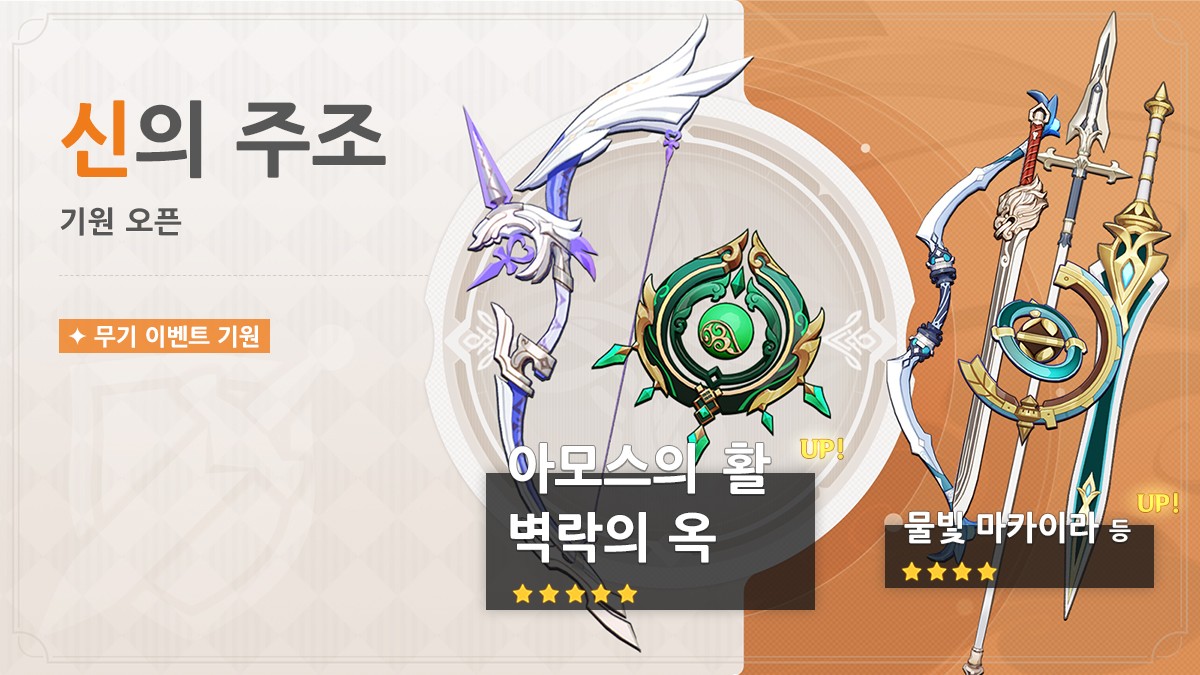 신의 주조
기원 오픈
✦ 무기 이벤트 기원
아모스의 활 UP!
벽락의 옥
★★★★★
물빛 마카이라 등 UP!
★★★★